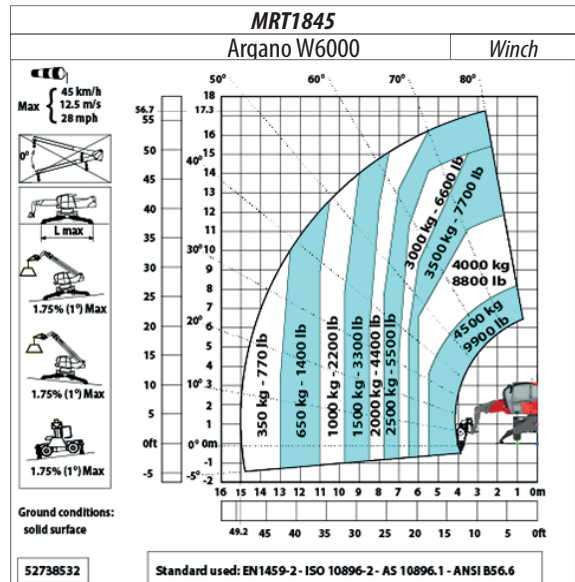 MRT1845
Argano W6000
Winch
Max
45 km/h
12.5 m/s
28 mph
0°
L max
1.75% (1°) Max
1.75% (1°) Max
1.75% (1°) Max
Ground conditions:
solid surface
50° 60° 70° 80°
40°
30°
20°
10°
0°
-5°
56.7
55
50
45
40
35
30
25
20
15
10
5
0ft
-5
18
17.3
16
15
14
13
12
11
10
9
8
7
6
5
4
3
2
1
0m
-1
-2
350 kg - 770 lb
650 kg - 1400 lb
1000 kg - 2200 lb
1500 kg - 3300 lb
2000 kg - 4400 lb
2500 kg - 5500 lb
3000 kg - 6600 lb
3500 kg - 7700 lb
4000 kg
8800 lb
4500 kg
9900 lb
16 15 14 13 12 11 10 9 8 7 6 5 4 3 2 1 0m
49.2 45 40 35 30 25 20 15 10 5 0ft
52738532
Standard used: EN1459-2 - ISO 10896-2 - AS 10896.1 - ANSI B56.6